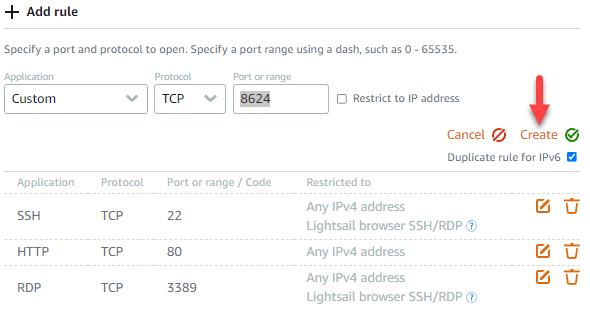 + Add rule
Specify a port and protocol to open. Specify a port range using a dash, such as 0 - 65535.
Application Protocol Port or range
Custom TCP 8624 Restrict to IP address
Cancel Create
Duplicate rule for IPv6
Application Protocol Port or range / Code Restricted to
SSH TCP 22 Any IPv4 address
Lightsail browser SSH/RDP ?
HTTP TCP 80 Any IPv4 address
RDP TCP 3389 Any IPv4 address
Lightsail browser SSH/RDP ?